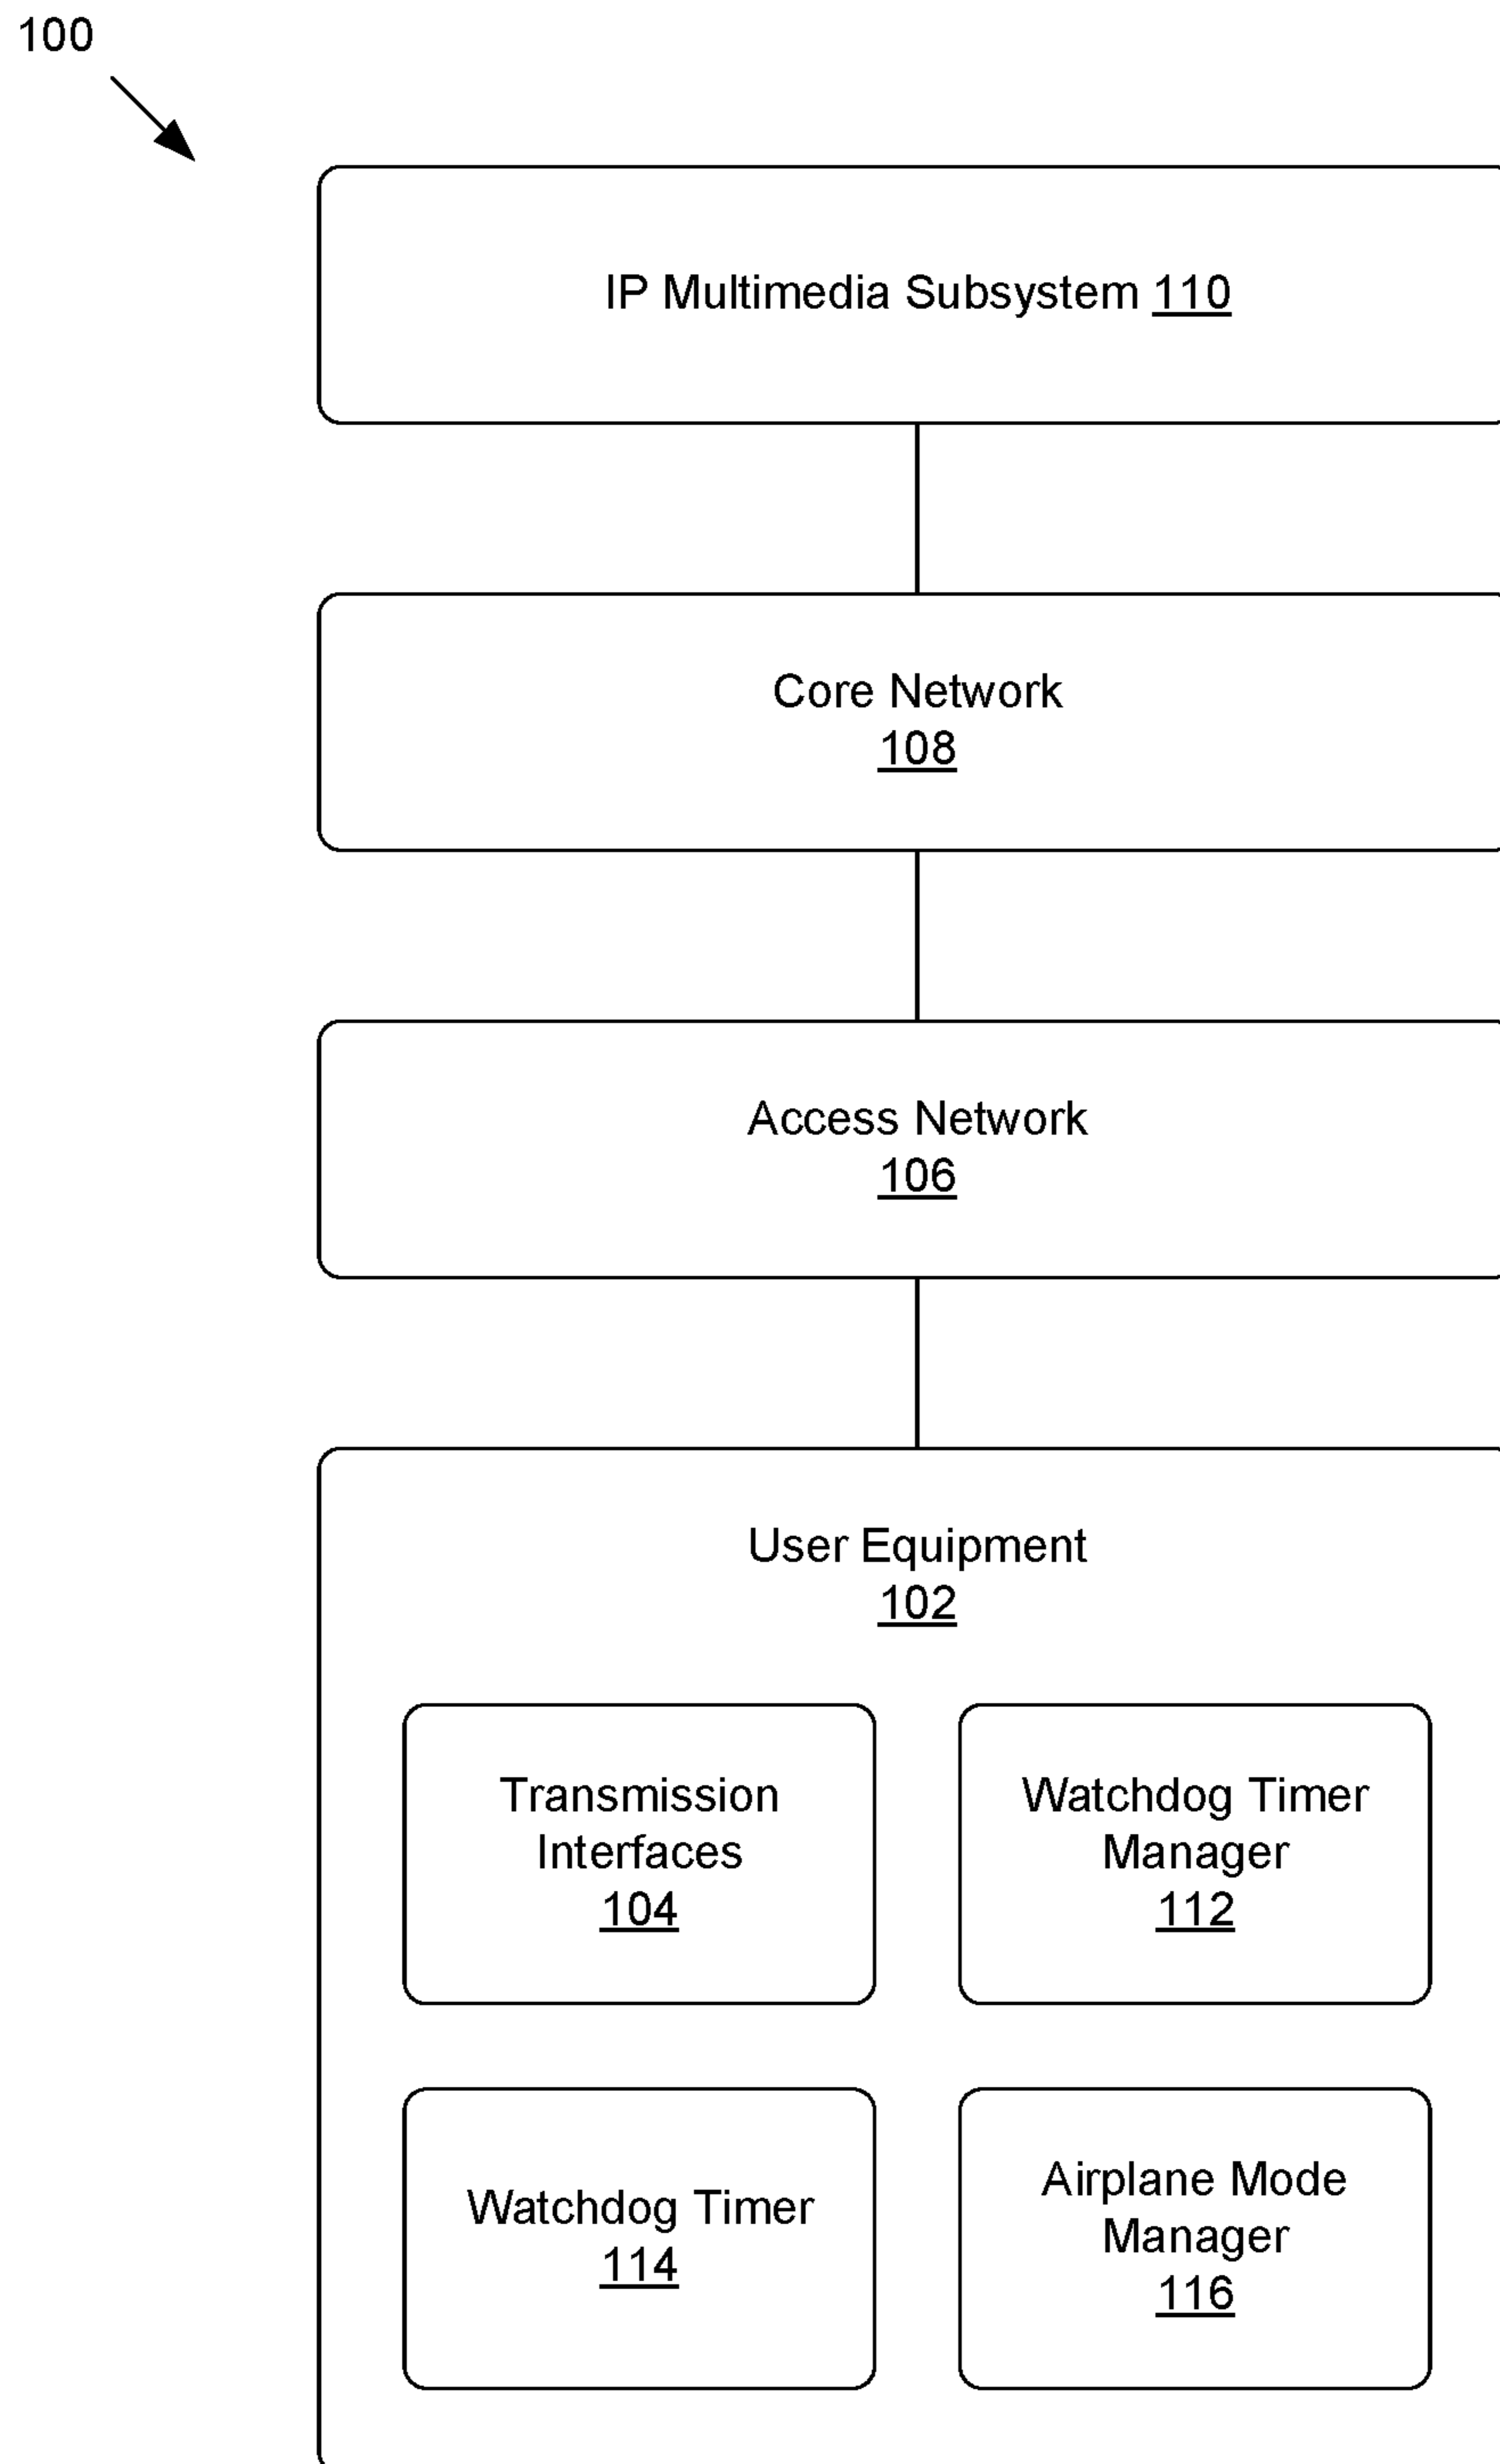 100
IP Multimedia Subsystem 110
Core Network
108
Access Network
106
User Equipment
102
Transmission
Interfaces
104
Watchdog Timer
Manager
112
Watchdog Timer
114
Airplane Mode
Manager
116